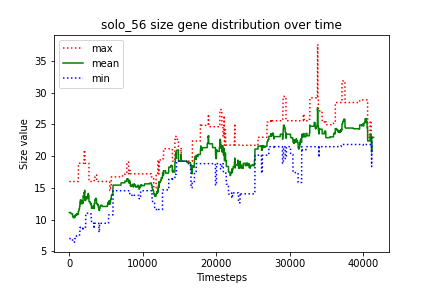 solo_56 size gene distribution over time
max
mean
min
Size value
40
35
30
25
20
15
10
5
0
10000
20000
30000
40000
Timesteps